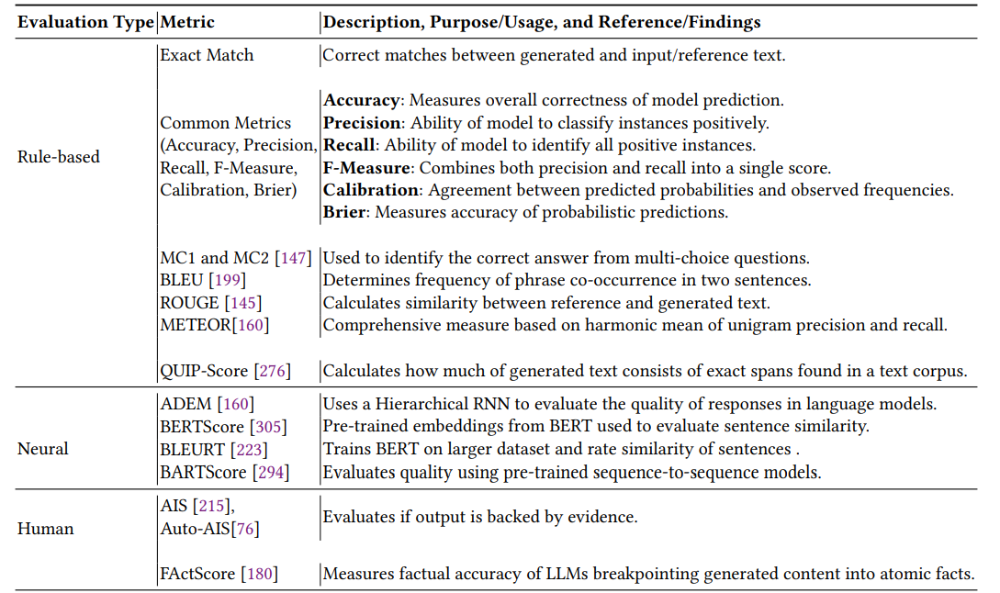 Evaluation Type Metric Description, Purpose/Usage, and Reference/Findings
Exact Match Correct matches between generated and input/reference text.
Rule-based
Common Metrics
(Accuracy, Precision,
Recall, F-Measure,
Calibration, Brier)
Accuracy: Measures overall correctness of model prediction.
Precision: Ability of model to classify instances positively.
Recall: Ability of model to identify all positive instances.
F-Measure: Combines both precision and recall into a single score.
Calibration: Agreement between predicted probabilities and observed frequencies.
Brier: Measures accuracy of probabilistic predictions.
MC1 and MC2 [147] Used to identify the correct answer from multi-choice questions.
BLEU [199] Determines frequency of phrase co-occurrence in two sentences.
ROUGE [145] Calculates similarity between reference and generated text.
METEOR[160] Comprehensive measure based on harmonic mean of unigram precision and recall.
QUIP-Score [276] Calculates how much of generated text consists of exact spans found in a text corpus.
Neural
ADEM [160] Uses a Hierarchical RNN to evaluate the quality of responses in language models.
BERTScore [305] Pre-trained embeddings from BERT used to evaluate sentence similarity.
BLEURT [223] Trains BERT on larger dataset and rate similarity of sentences .
BARTScore [294] Evaluates quality using pre-trained sequence-to-sequence models.
Human
AIS [215],
Auto-AIS[76]
Evaluates if output is backed by evidence.
FActScore [180] Measures factual accuracy of LLMs breakpointing generated content into atomic facts.